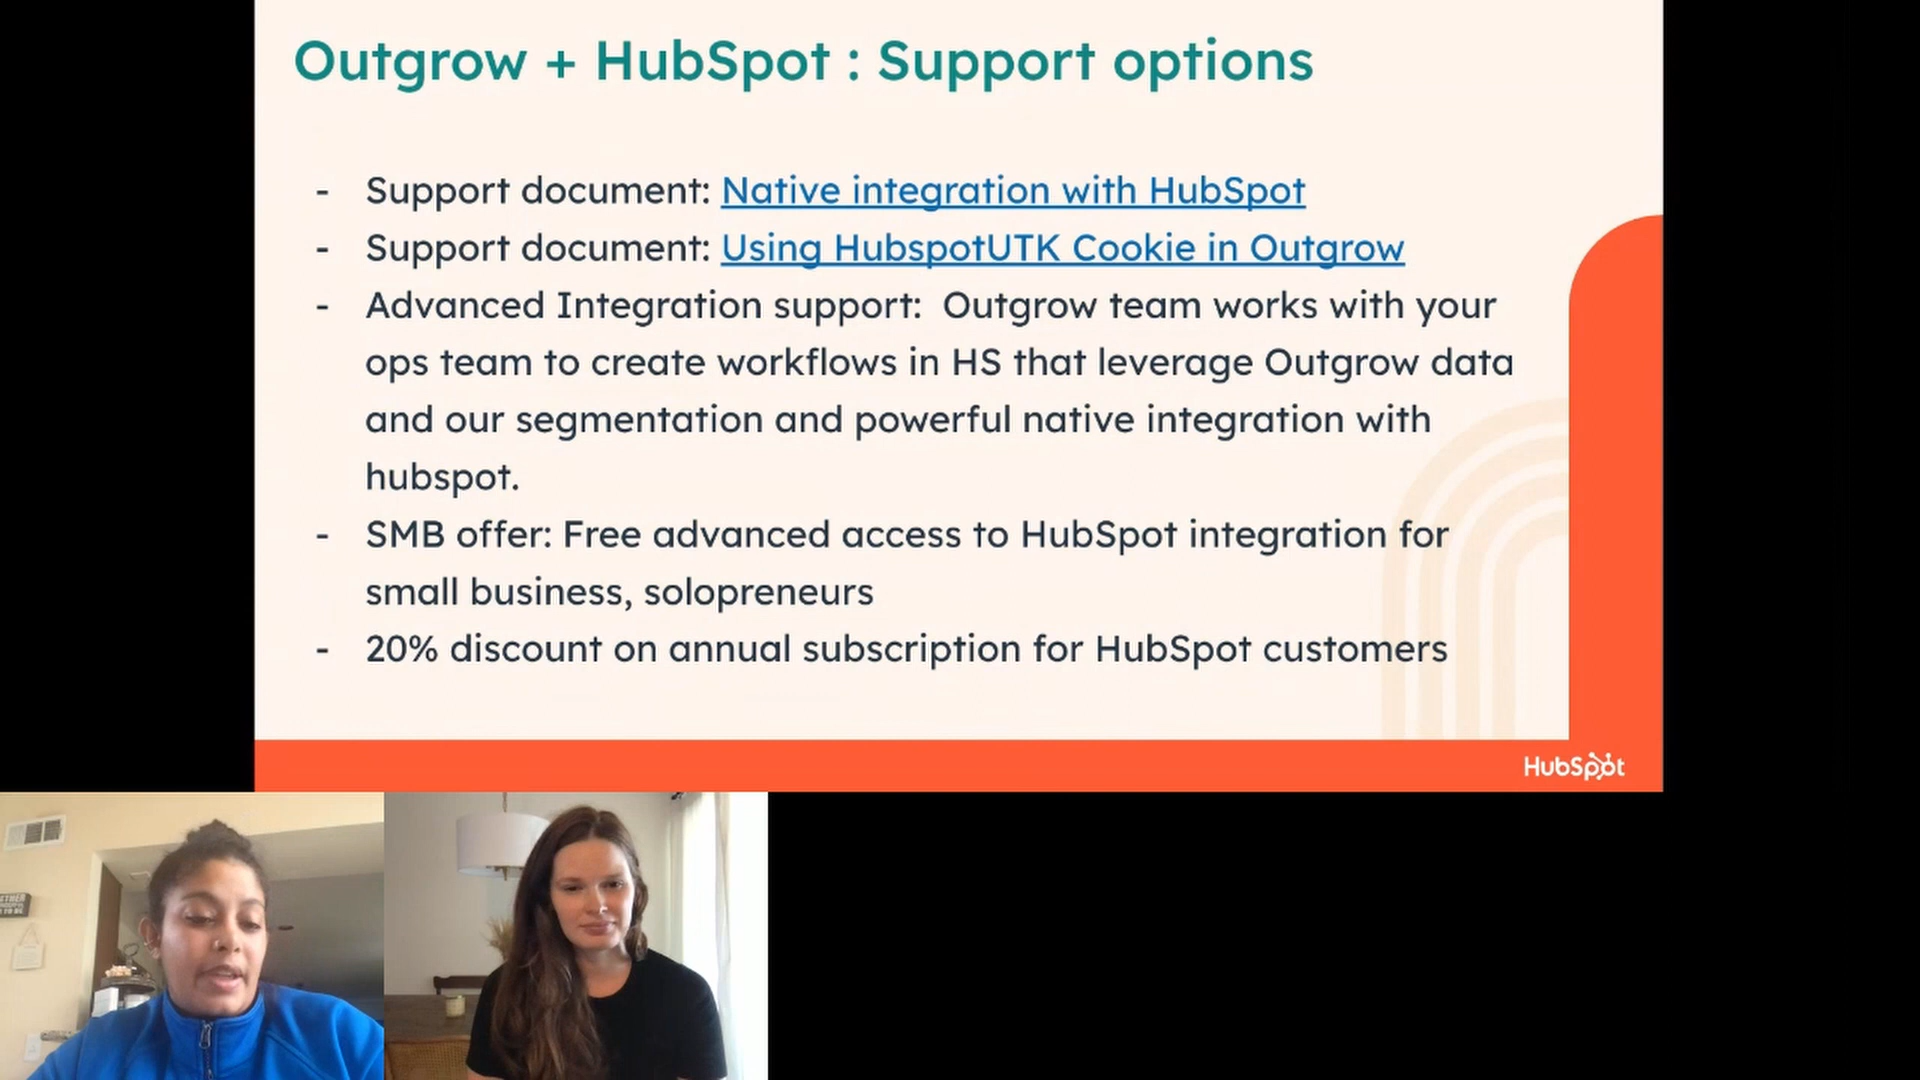 Outgrow + HubSpot : Support options
- Support document: Native integration with HubSpot
- Support document: Using HubspotUTK Cookie in Outgrow
- Advanced Integration support:  Outgrow team works with your
ops team to create workflows in HS that leverage Outgrow data
and our segmentation and powerful native integration with
hubspot.
- SMB offer: Free advanced access to HubSpot integration for
small business, solopreneurs
- 20% discount on annual subscription for HubSpot customers
HubSpot